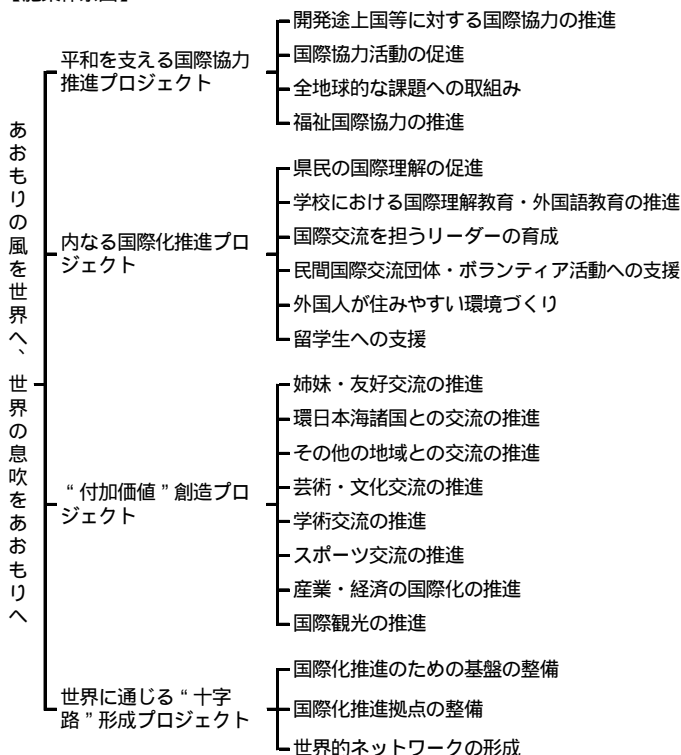 あおもりの風を世界へ、世界の息吹をあおもりへ
平和を支える国際協力
推進プロジェクト
開発途上国等に対する国際協力の推進
国際協力活動の促進
全地球的な課題への取組み
福祉国際協力の推進
内なる国際化推進プロ
ジェクト
県民の国際理解の促進
学校における国際理解教育・外国語教育の推進
国際交流を担うリーダーの育成
民間国際交流団体・ボランティア活動への支援
外国人が住みやすい環境づくり
留学生への支援
“付加価値”創造プロ
ジェクト
姉妹・友好交流の推進
環日本海諸国との交流の推進
その他の地域との交流の推進
芸術・文化交流の推進
学術交流の推進
スポーツ交流の推進
産業・経済の国際化の推進
国際観光の推進
世界に通じる“十字
路”形成プロジェクト
国際化推進のための基盤の整備
国際化推進拠点の整備
世界的ネットワークの形成